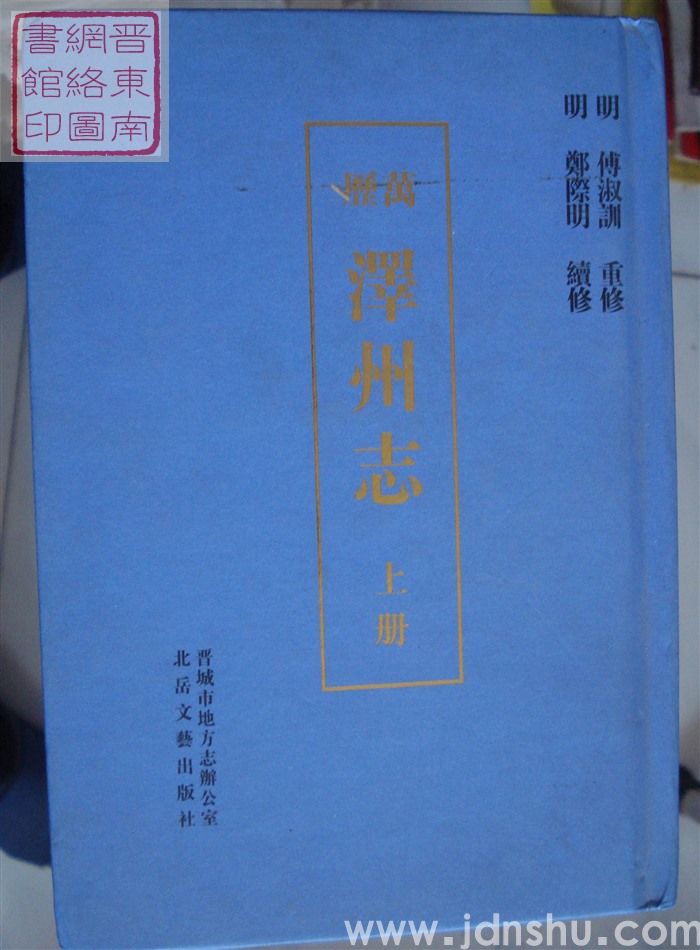 晋東南
網絡圖
書館印
明 傅淑訓 重修
明 鄭際明 續修
萬曆
澤州志
上册
晋城市地方志辦公室
北岳文藝出版社
www.jdnshu.com